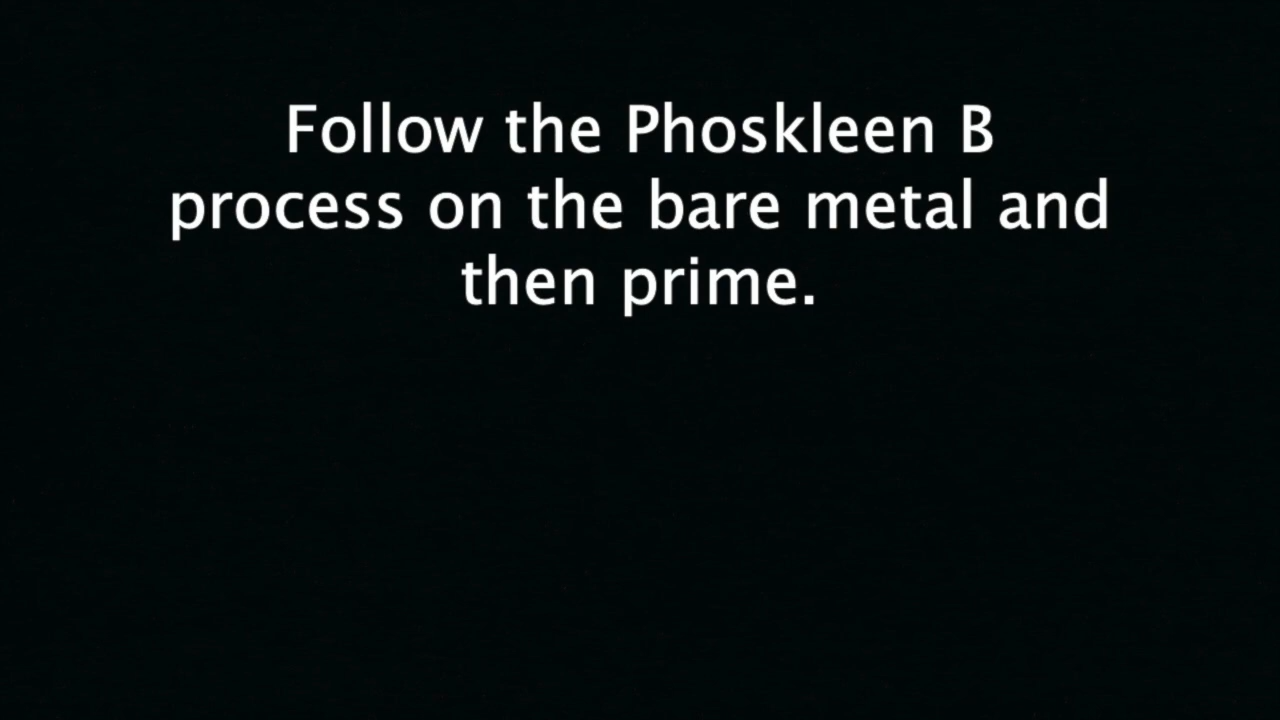 Follow the Phoskleen B
process on the bare metal and
then prime.